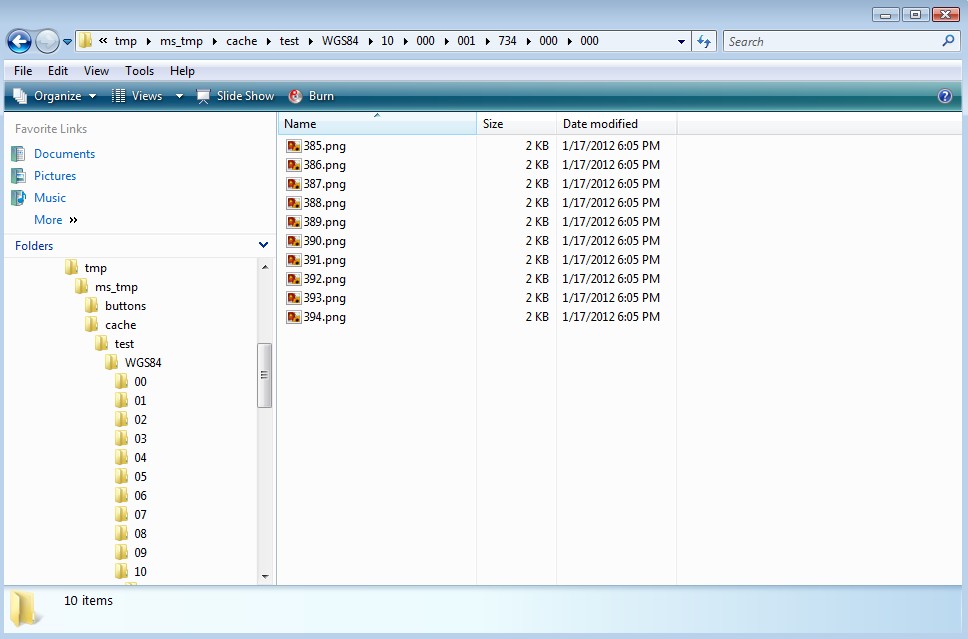 « tmp ▸ ms_tmp ▸ cache ▸ test ▸ WGS84 ▸ 10 ▸ 000 ▸ 001 ▸ 734 ▸ 000 ▸ 000
Search
File Edit View Tools Help
Organize Views Slide Show Burn
Favorite Links
Documents
Pictures
Music
More »
Folders
tmp
ms_tmp
buttons
cache
test
WGS84
00
01
02
03
04
05
06
07
08
09
10
Name Size Date modified
385.png 2 KB 1/17/2012 6:05 PM
386.png 2 KB 1/17/2012 6:05 PM
387.png 2 KB 1/17/2012 6:05 PM
388.png 2 KB 1/17/2012 6:05 PM
389.png 2 KB 1/17/2012 6:05 PM
390.png 2 KB 1/17/2012 6:05 PM
391.png 2 KB 1/17/2012 6:05 PM
392.png 2 KB 1/17/2012 6:05 PM
393.png 2 KB 1/17/2012 6:05 PM
394.png 2 KB 1/17/2012 6:05 PM
10 items